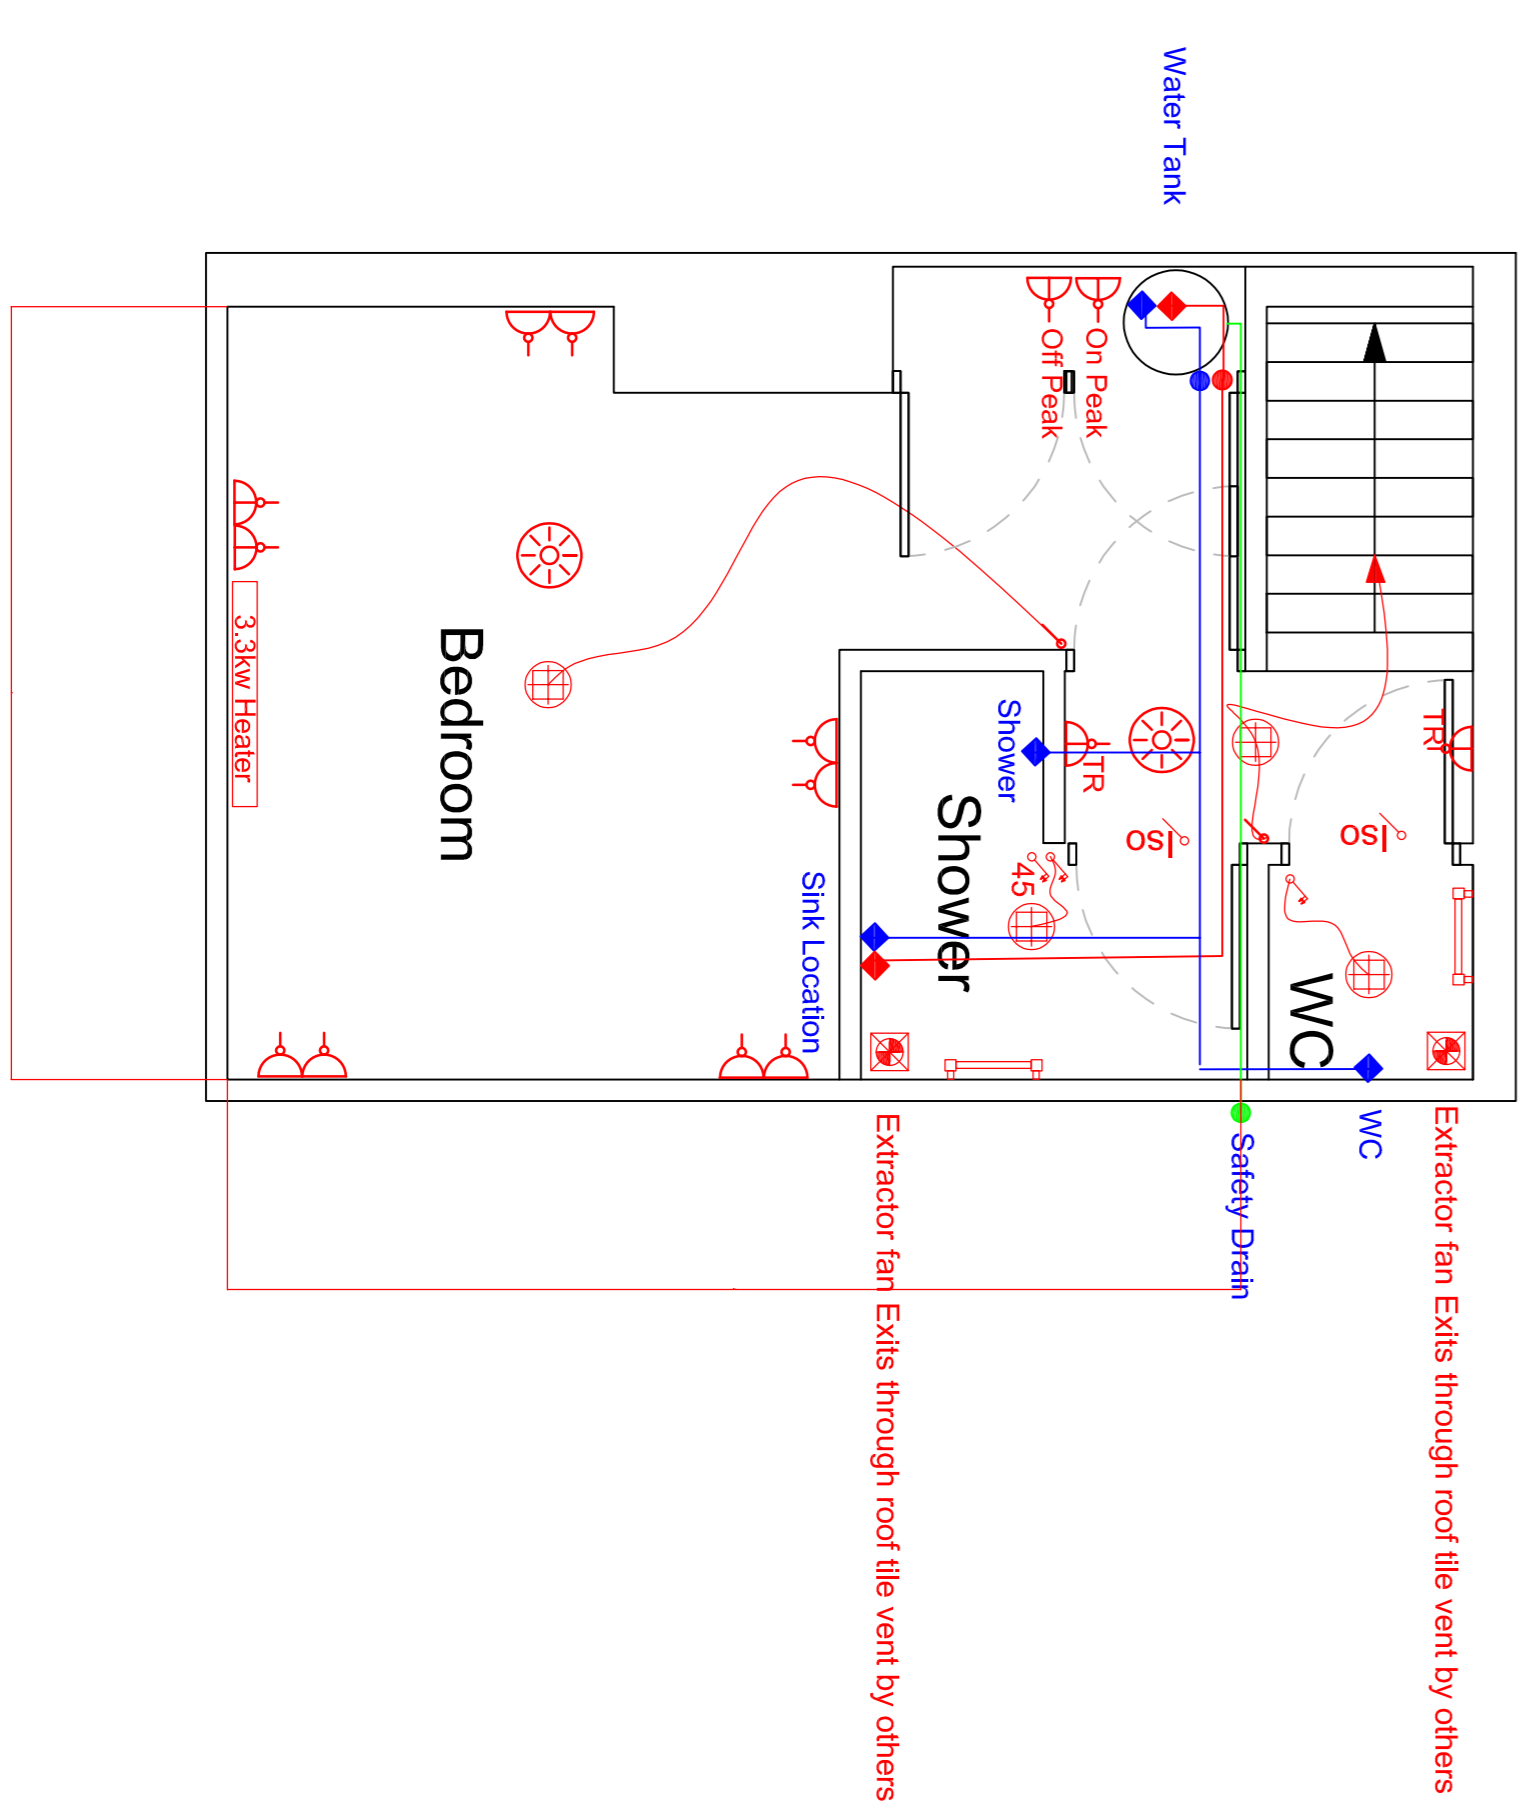 Water Tank
On Peak
Off Peak
TR
TR
Iso
Iso
3.3kw Heater
Bedroom
Shower
Shower
45
Sink Location
WC
WC
Safety Drain
Extractor fan Exits through roof tile vent by others
Extractor fan Exits through roof tile vent by others